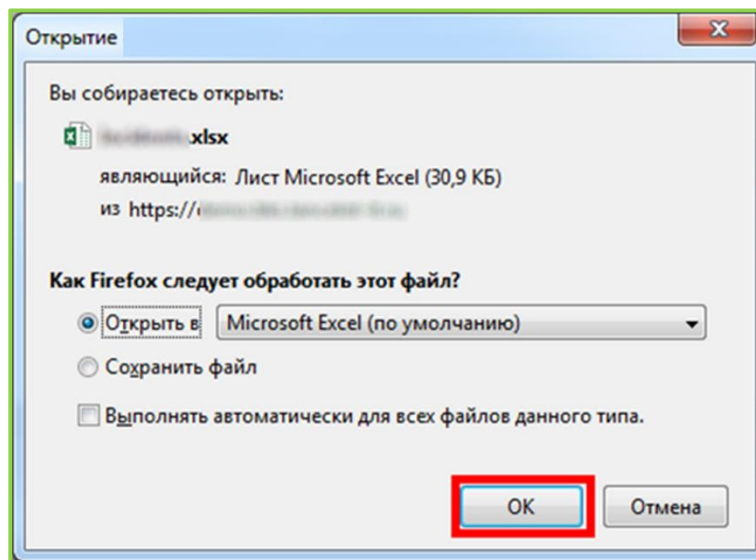 Открытие
Вы собираетесь открыть:
.xlsx
являющийся: Лист Microsoft Excel (30,9 КБ)
из https://
Как Firefox следует обработать этот файл?
Открыть в Microsoft Excel (по умолчанию)
Сохранить файл
Выполнять автоматически для всех файлов данного типа.
OK Отмена